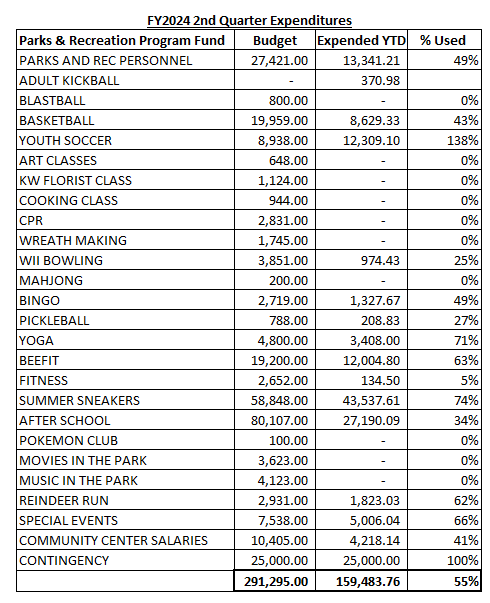 FY2024 2nd Quarter Expenditures
Parks & Recreation Program Fund Budget Expended YTD % Used
PARKS AND REC PERSONNEL 27,421.00 13,341.21 49%
ADULT KICKBALL - 370.98
BLASTBALL 800.00 0%
BASKETBALL 19,959.00 8,629.33 43%
YOUTH SOCCER 8,938.00 12,309.10 138%
ART CLASSES 648.00 - 0%
KW FLORIST CLASS 1,124.00 - 0%
COOKING CLASS 944.00 - 0%
CPR 2,831.00 - 0%
WREATH MAKING 1,745.00 - 0%
WII BOWLING 3,851.00 974.43 25%
MAHJONG 200.00 - 0%
BINGO 2,719.00 1,327.67 49%
PICKLEBALL 788.00 208.83 27%
YOGA 4,800.00 3,408.00 71%
BEEFIT 19,200.00 12,004.80 63%
FITNESS 2,652.00 134.50 5%
SUMMER SNEAKERS 58,848.00 43,537.61 74%
AFTER SCHOOL 80,107.00 27,190.09 34%
POKEMON CLUB 100.00 - 0%
MOVIES IN THE PARK 3,623.00 - 0%
MUSIC IN THE PARK 4,123.00 - 0%
REINDEER RUN 2,931.00 1,823.03 62%
SPECIAL EVENTS 7,538.00 5,006.04 66%
COMMUNITY CENTER SALARIES 10,405.00 4,218.14 41%
CONTINGENCY 25,000.00 25,000.00 100%
291,295.00 159,483.76 55%